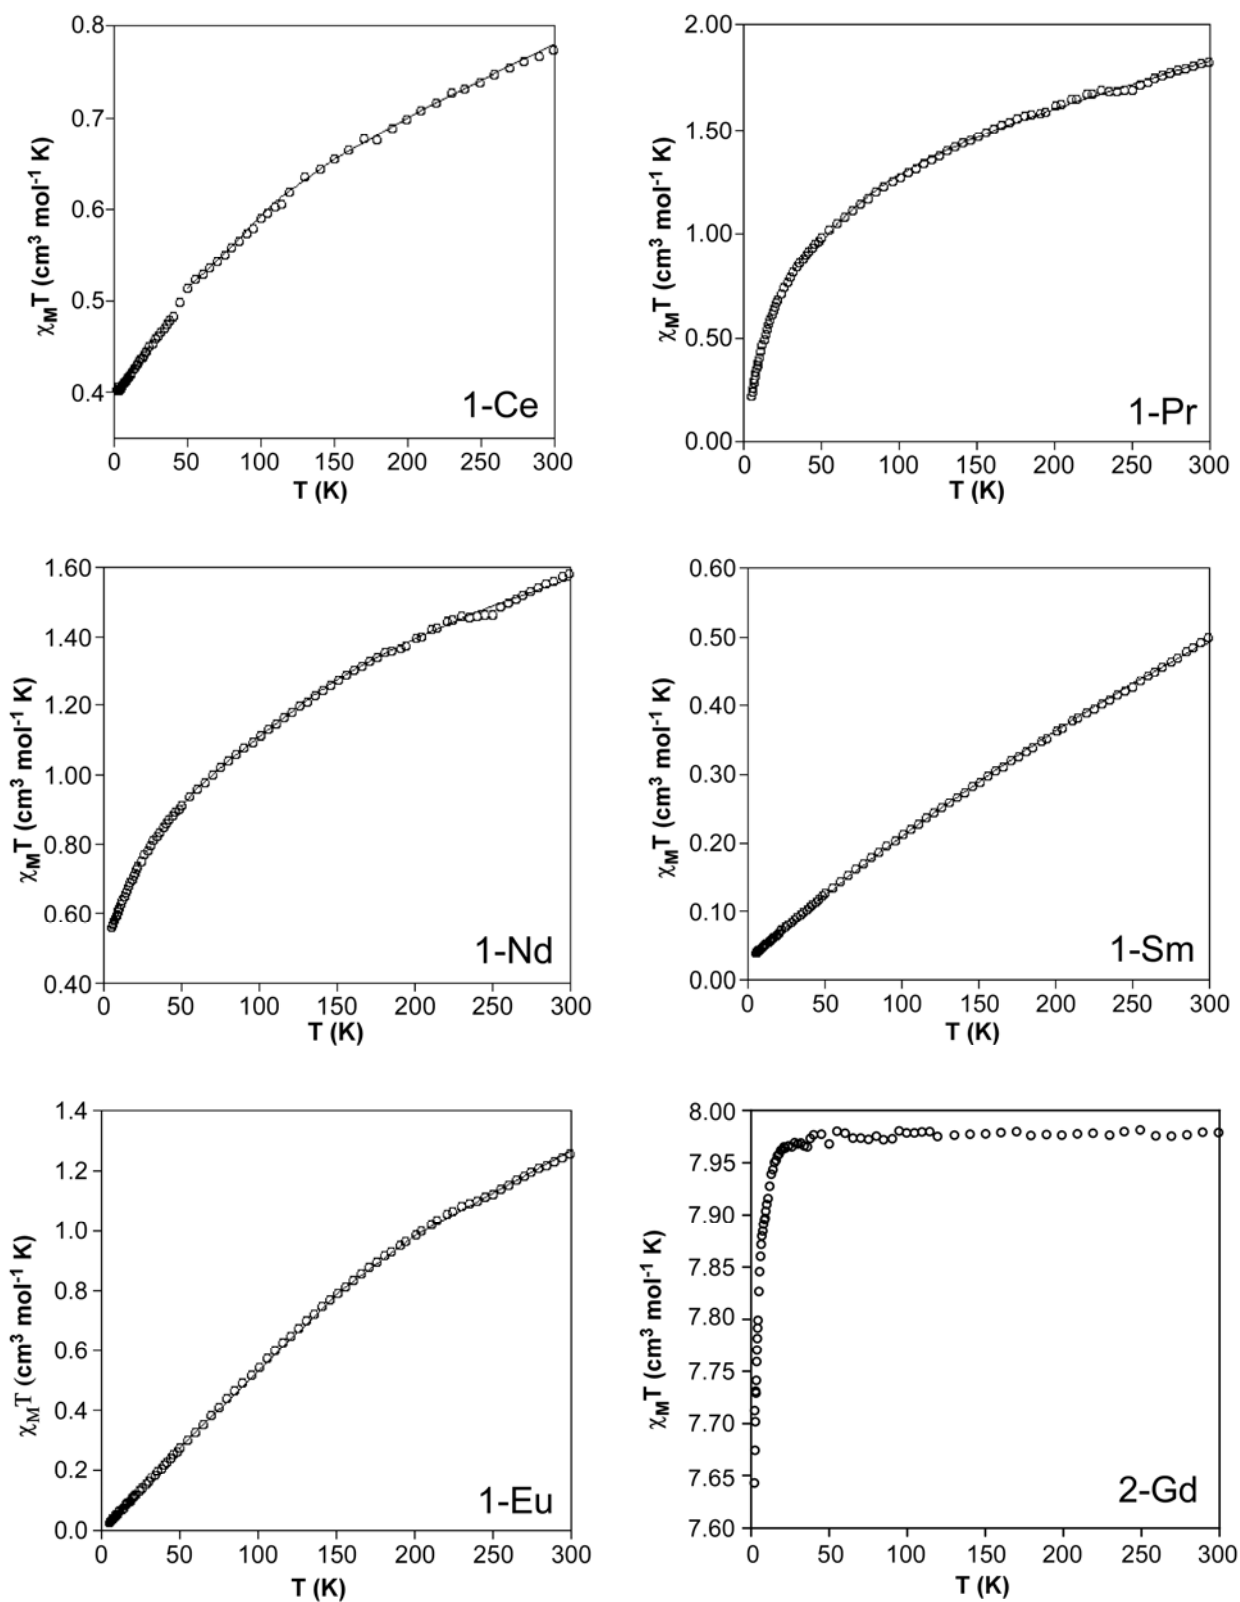 0.8
0.7
0.6
0.5
0.4
χMT (cm³ mol⁻¹ K)
1-Ce
0 50 100 150 200 250 300
T (K)
2.00
1.50
1.00
0.50
0.00
χMT (cm³ mol⁻¹ K)
1-Pr
0 50 100 150 200 250 300
T (K)
1.60
1.40
1.20
1.00
0.80
0.60
0.40
χMT (cm³ mol⁻¹ K)
1-Nd
0 50 100 150 200 250 300
T (K)
0.60
0.50
0.40
0.30
0.20
0.10
0.00
χMT (cm³ mol⁻¹ K)
1-Sm
0 50 100 150 200 250 300
T (K)
1.4
1.2
1.0
0.8
0.6
0.4
0.2
0.0
χMT (cm³ mol⁻¹ K)
1-Eu
0 50 100 150 200 250 300
T (K)
8.00
7.95
7.90
7.85
7.80
7.75
7.70
7.65
7.60
χMT (cm³ mol⁻¹ K)
2-Gd
0 50 100 150 200 250 300
T (K)